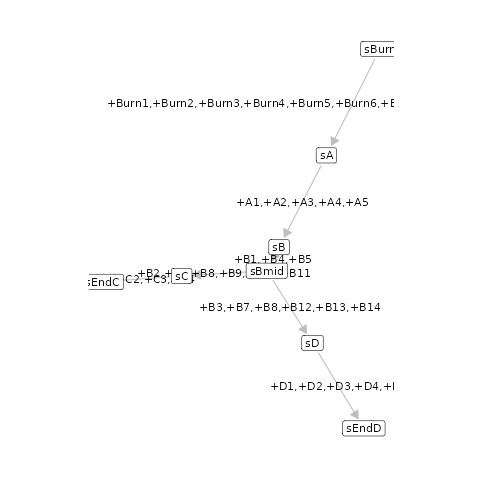 sBurn
+Burn1,+Burn2,+Burn3,+Burn4,+Burn5,+Burn6,+B
sA
+A1,+A2,+A3,+A4,+A5
sB
+B1,+B4,+B5
sBmid
+B2, +B8,+B9, B11
sC
sEndC
C2,+C3,
+B3,+B7,+B8,+B12,+B13,+B14
sD
+D1,+D2,+D3,+D4,+
sEndD